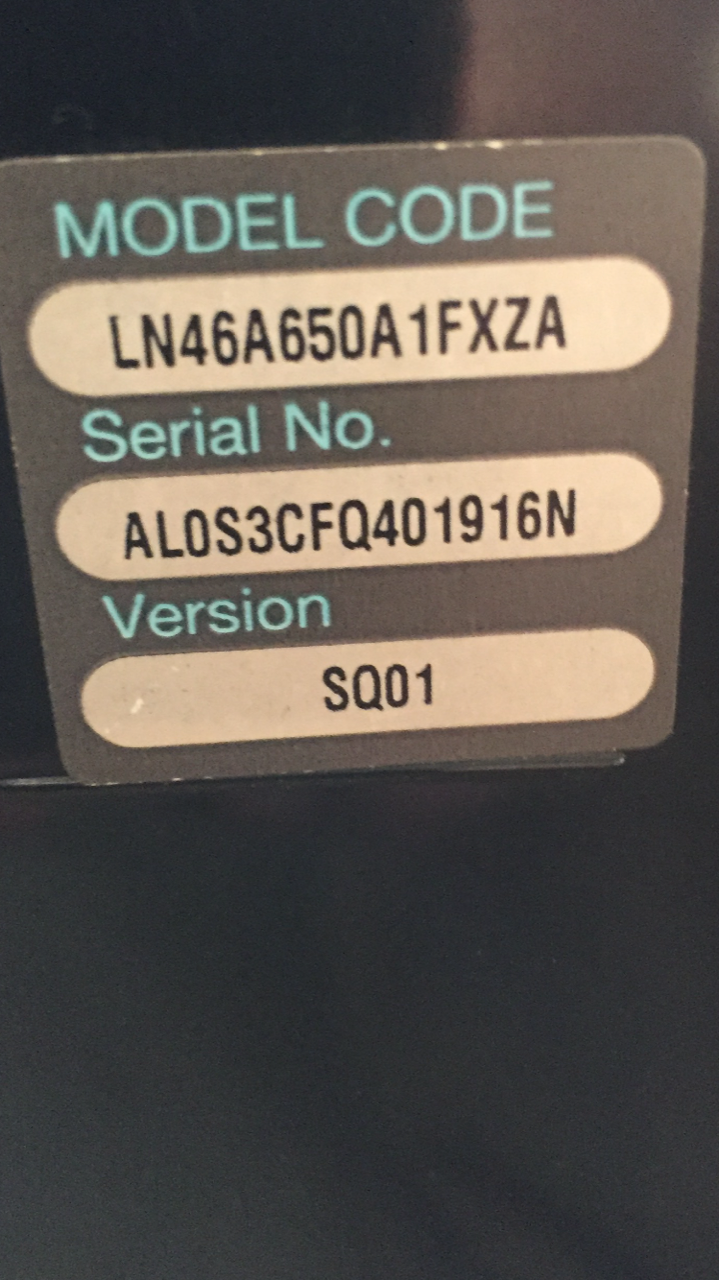 MODEL CODE
LN46A650A1FXZA
Serial No.
AL0S3CFQ401916N
Version
SQ01